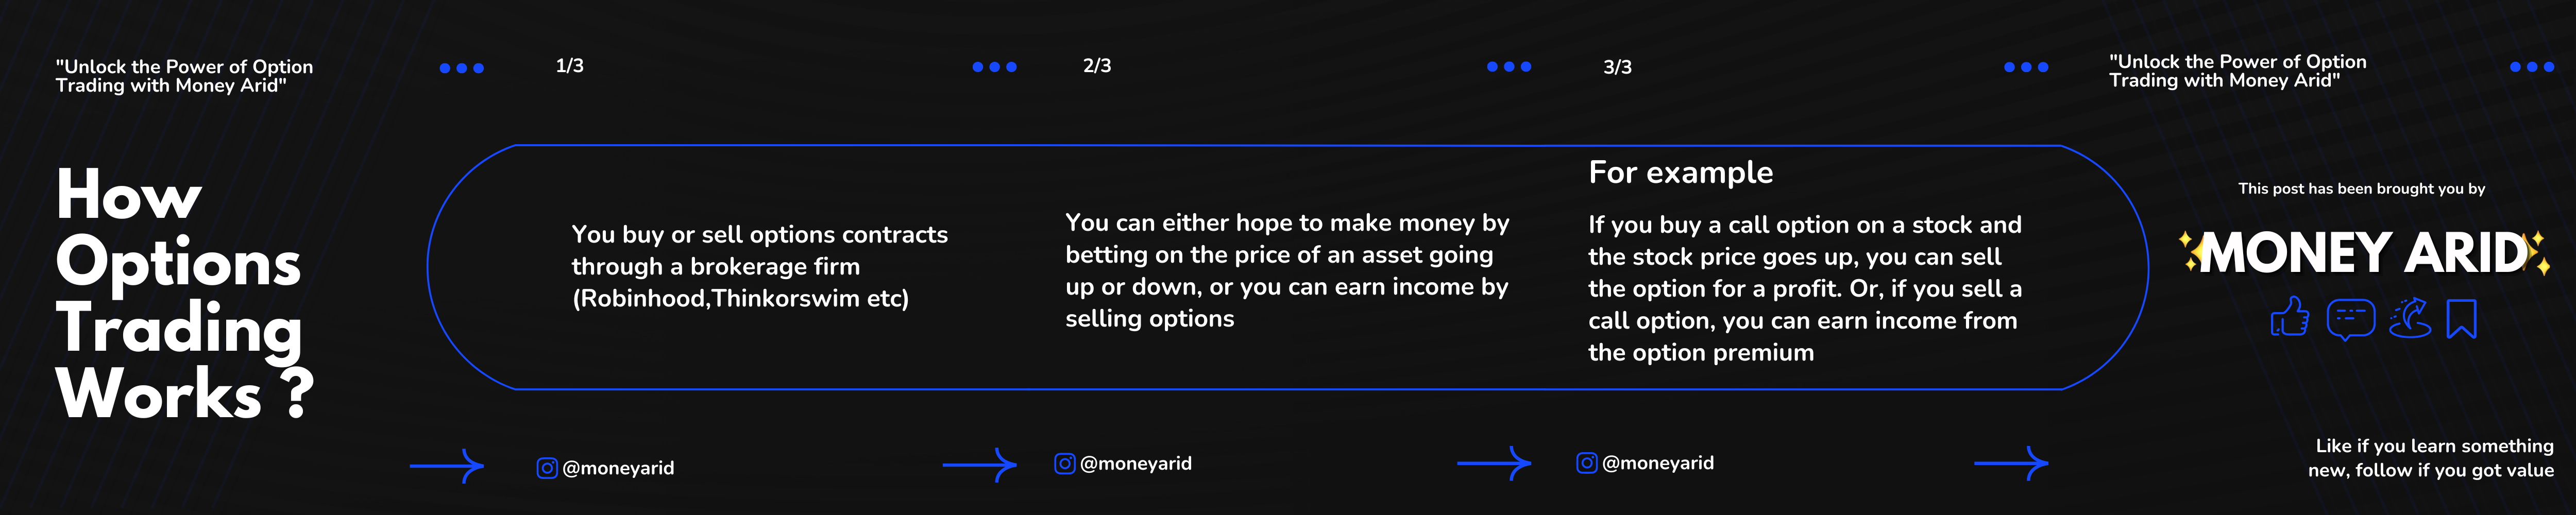 "Unlock the Power of Option
Trading with Money Arid"
How
Options
Trading
Works ?
1/3
You buy or sell options contracts
through a brokerage firm
(Robinhood,Thinkorswim etc)
@moneyarid
2/3
You can either hope to make money by
betting on the price of an asset going
up or down, or you can earn income by
selling options
@moneyarid
3/3
For example
If you buy a call option on a stock and
the stock price goes up, you can sell
the option for a profit. Or, if you sell a
call option, you can earn income from
the option premium
@moneyarid
"Unlock the Power of Option
Trading with Money Arid"
This post has been brought you by
MONEY ARID
Like if you learn something
new, follow if you got value